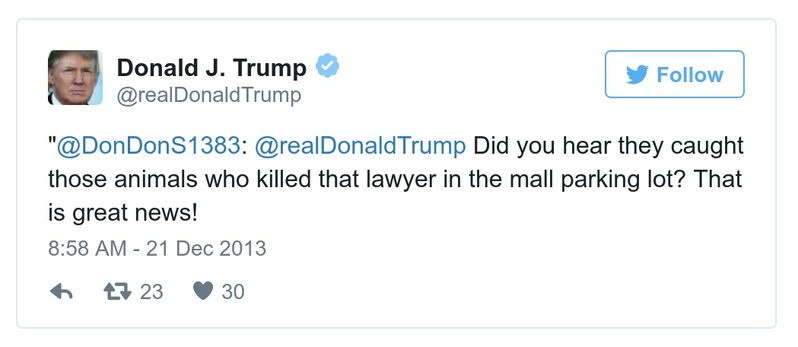 Donald J. Trump
@realDonaldTrump
Follow
"@DonDonS1383: @realDonaldTrump Did you hear they caught
those animals who killed that lawyer in the mall parking lot? That
is great news!
8:58 AM - 21 Dec 2013
23 30